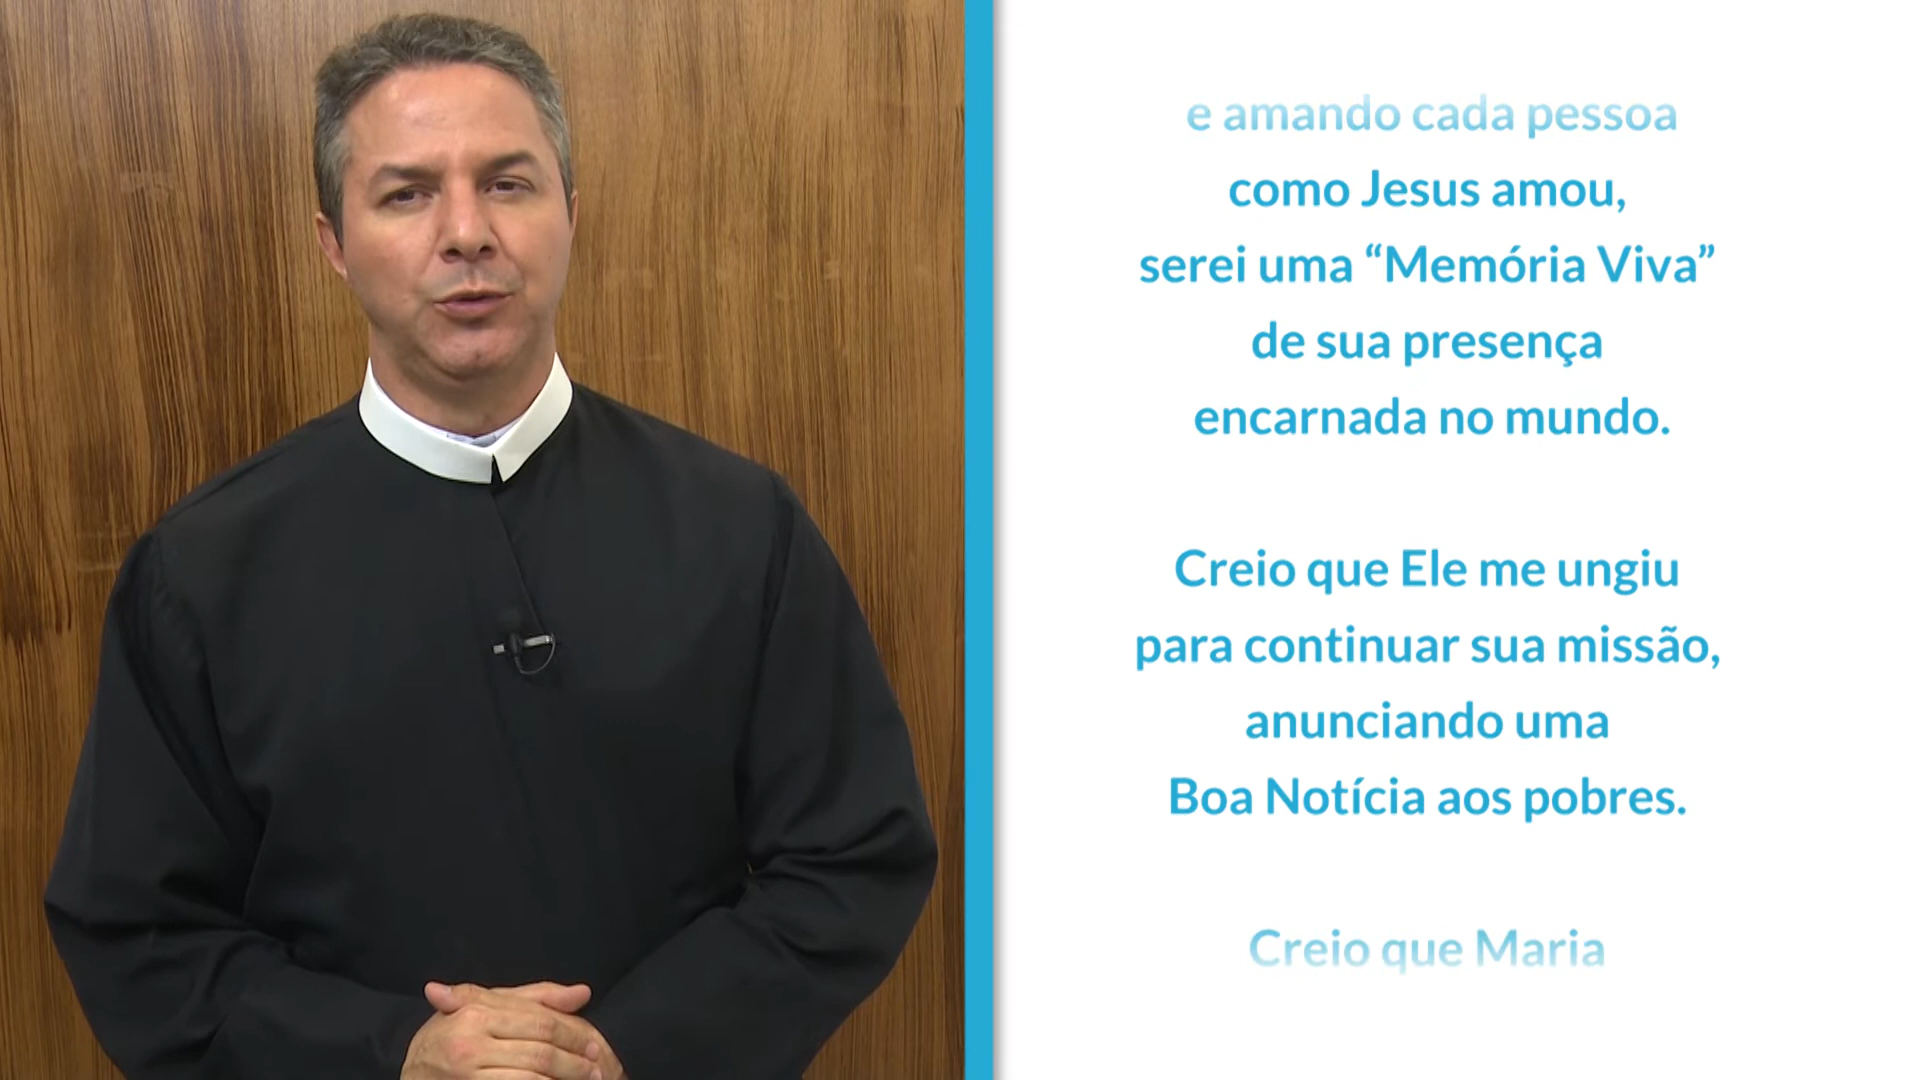 e amando cada pessoa
como Jesus amou,
serei uma “Memória Viva”
de sua presença
encarnada no mundo.
Creio que Ele me ungiu
para continuar sua missão,
anunciando uma
Boa Notícia aos pobres.
Creio que Maria